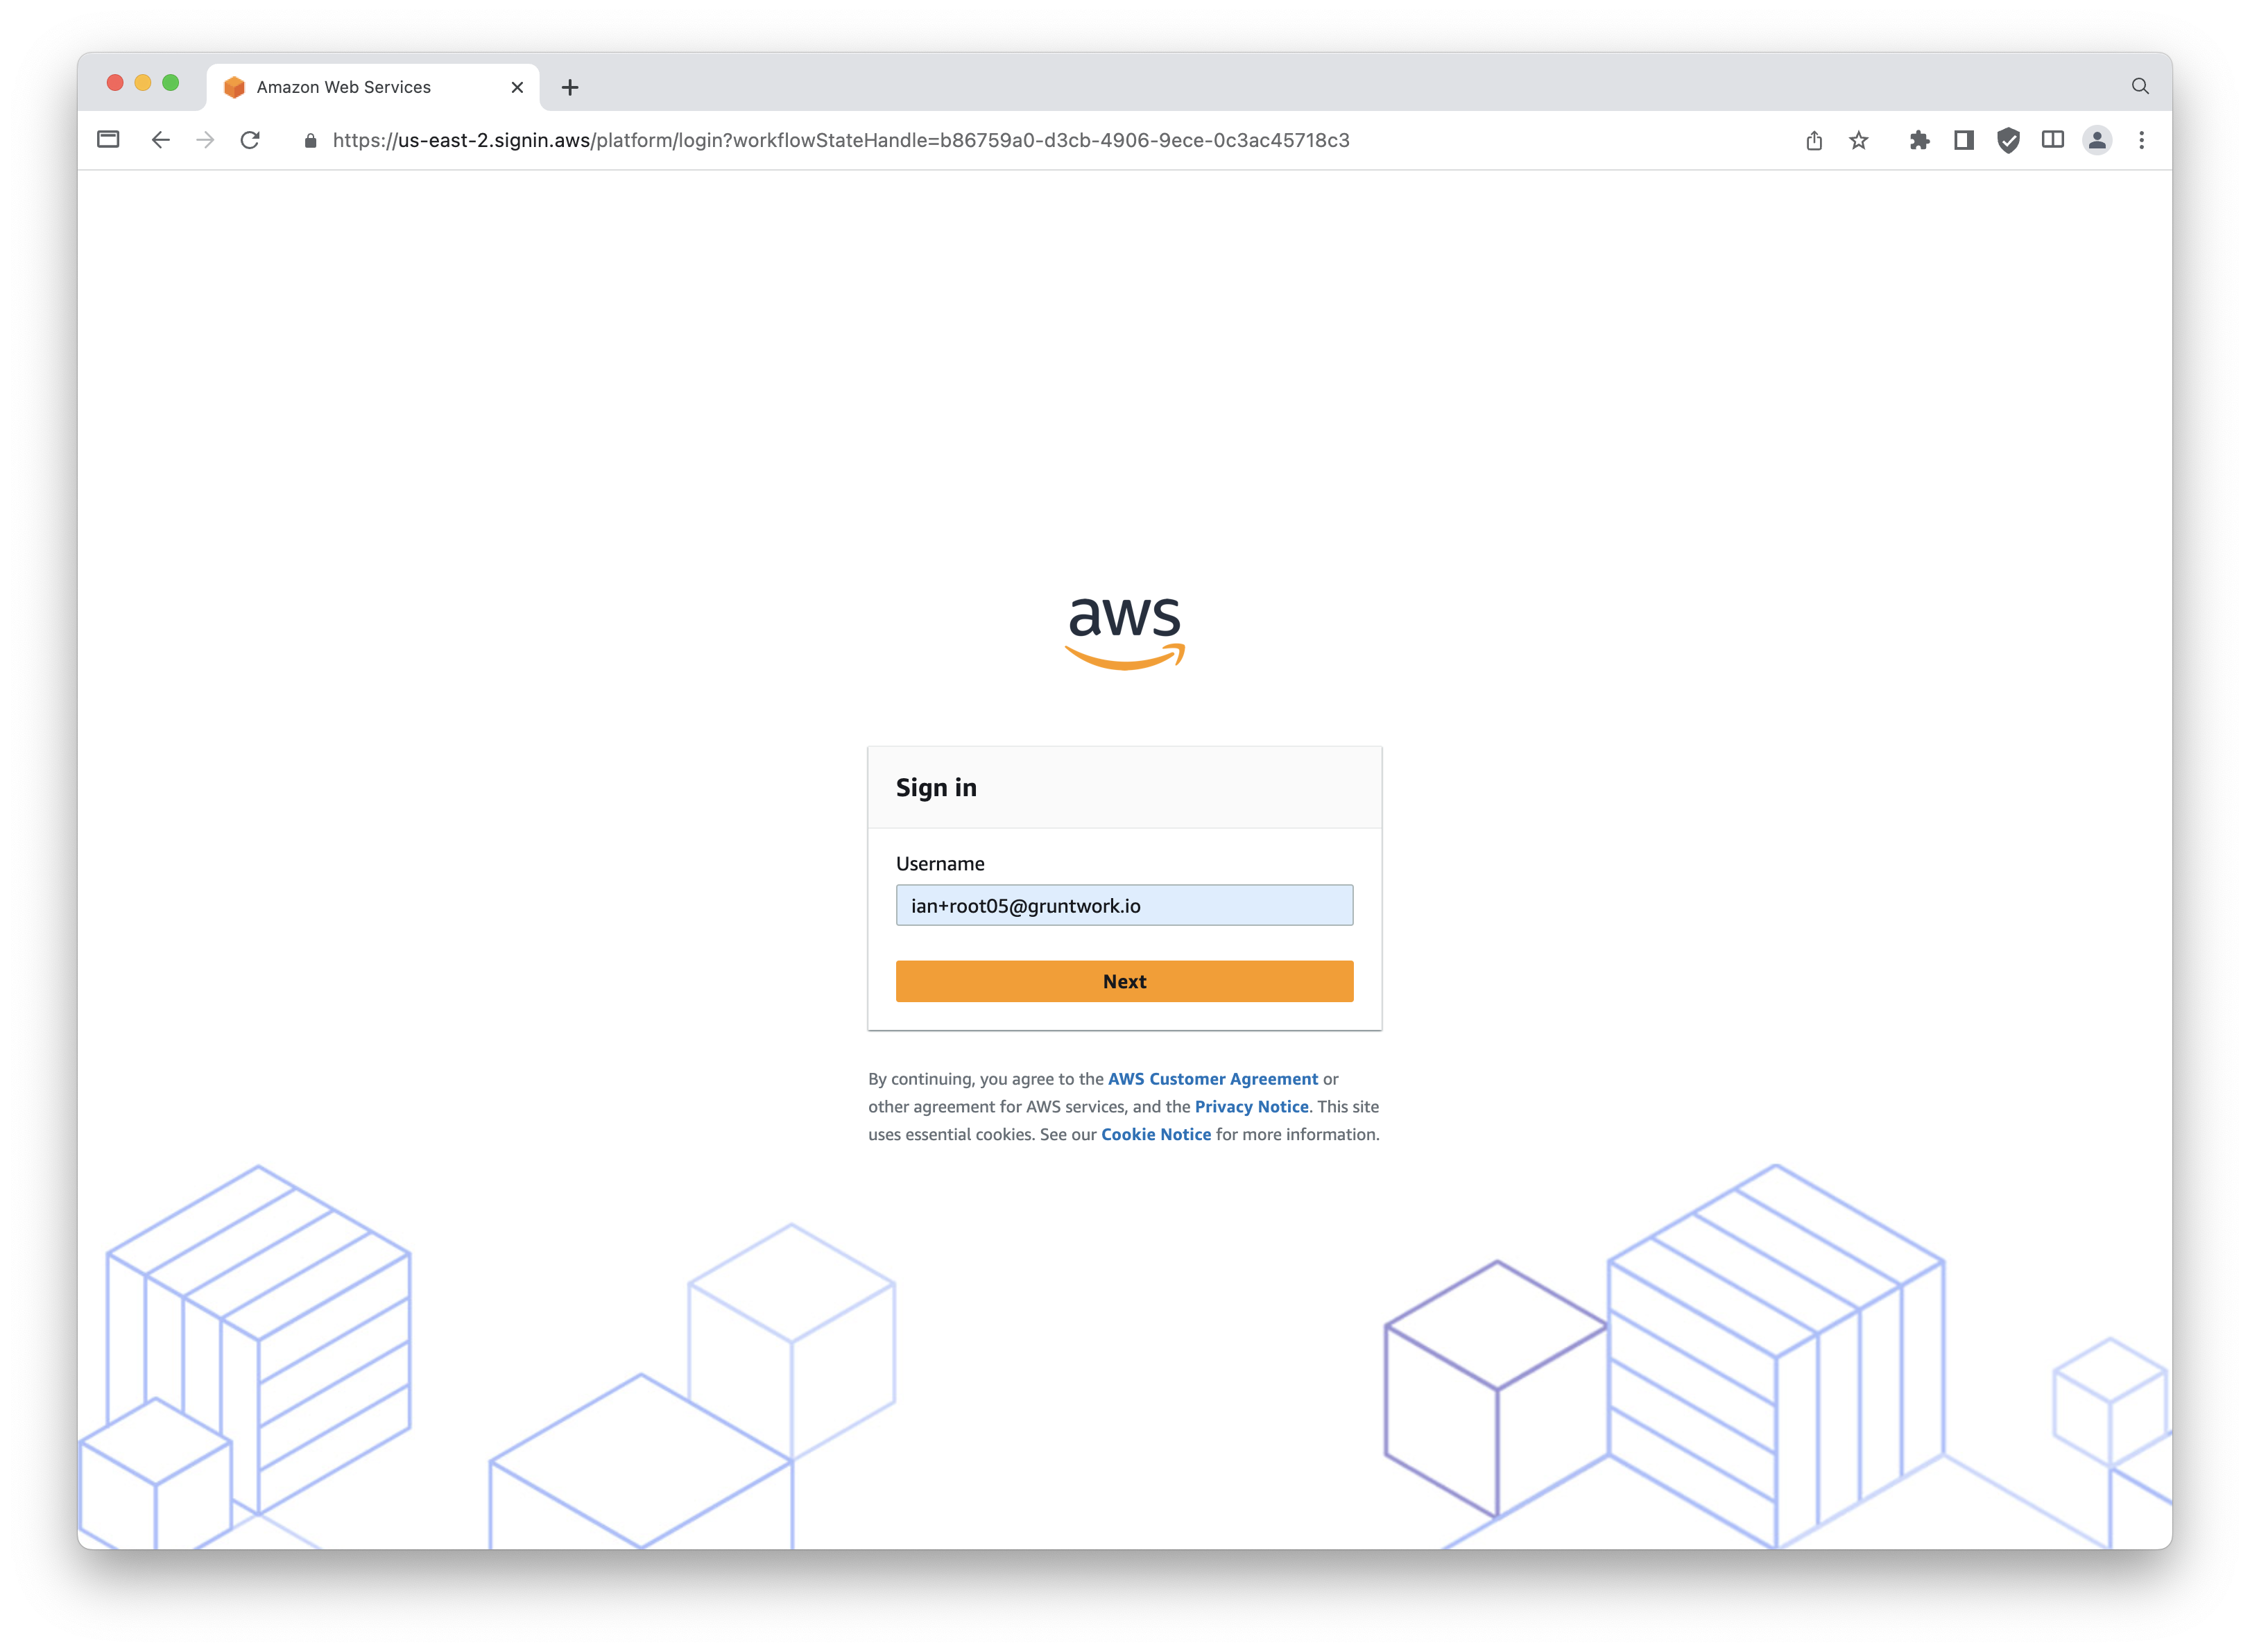 Amazon Web Services
https://us-east-2.signin.aws/platform/login?workflowStateHandle=b86759a0-d3cb-4906-9ece-0c3ac45718c3
aws
Sign in
Username
ian+root05@gruntwork.io
Next
By continuing, you agree to the AWS Customer Agreement or
other agreement for AWS services, and the Privacy Notice. This site
uses essential cookies. See our Cookie Notice for more information.